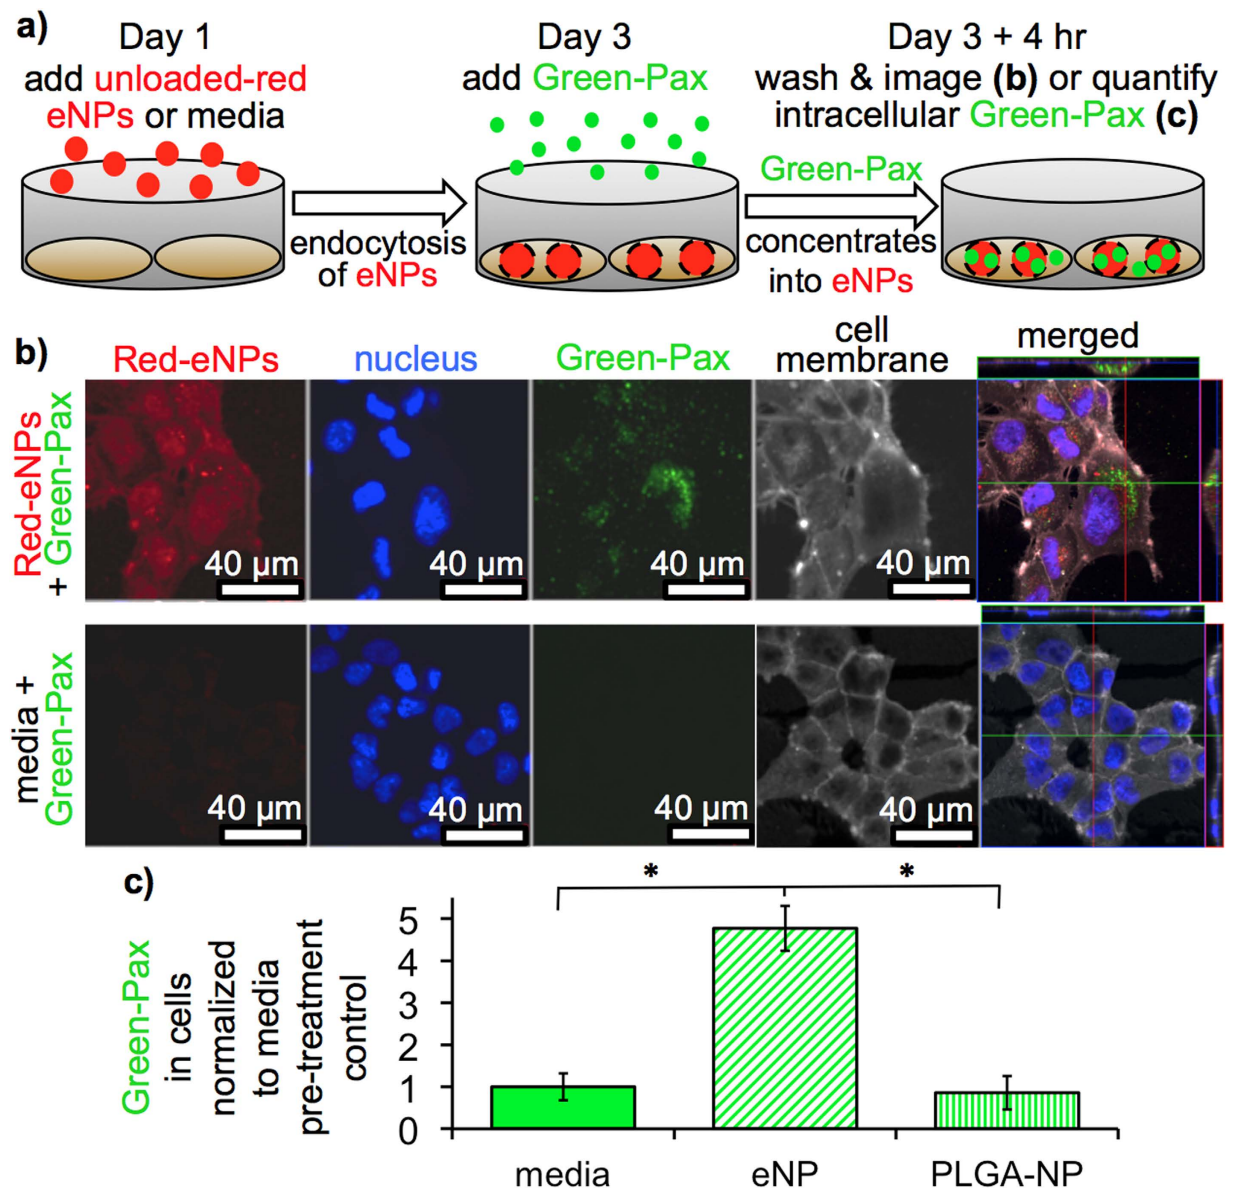 a)
Day 1
add unloaded-red
eNPs or media
endocytosis
of eNPs
Day 3
add Green-Pax
Green-Pax
concentrates
into eNPs
Day 3 + 4 hr
wash & image (b) or quantify
intracellular Green-Pax (c)
b)
Red-eNPs
nucleus
Green-Pax
cell
membrane
merged
Red-eNPs
+ Green-Pax
40 µm
40 µm
40 µm
40 µm
media +
Green-Pax
40 µm
40 µm
40 µm
40 µm
c)
Green-Pax
in cells
normalized
to media
pre-treatment
control
* *
5
4
3
2
1
0
media
eNP
PLGA-NP